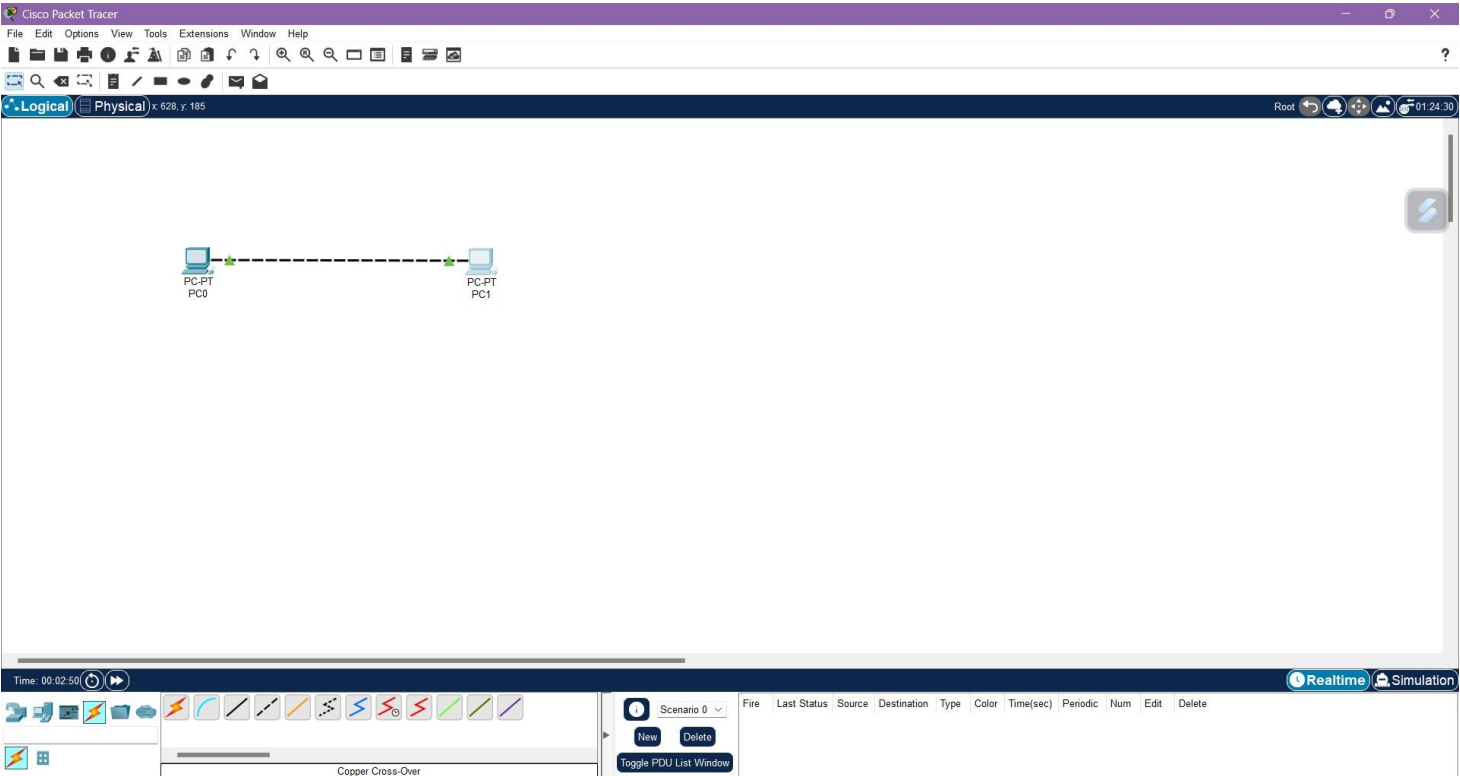 Cisco Packet Tracer
File Edit Options View Tools Extensions Window Help
?
Logical Physical x: 628, y: 185 Root 01:24:30
PC-PT PC-PT
PC0 PC1
Time: 00:02:50 Realtime Simulation
Scenario 0 Fire Last Status Source Destination Type Color Time(sec) Periodic Num Edit Delete
New Delete
Toggle PDU List Window
Copper Cross-Over